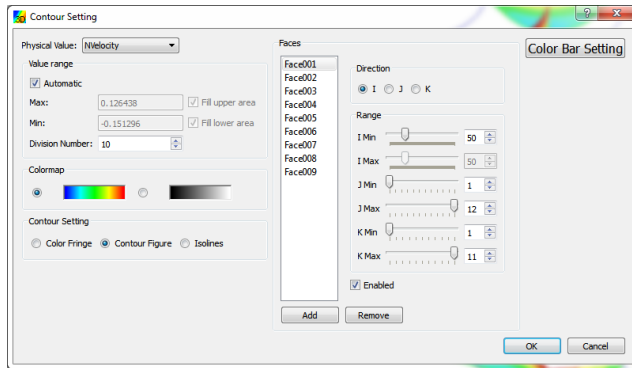 3D Contour Setting
Physical Value: NVelocity
Value range
Automatic
Max: 0.126438 Fill upper area
Min: -0.151296 Fill lower area
Division Number: 10
Colormap
Contour Setting
Color Fringe Contour Figure Isolines
Faces
Face001
Face002
Face003
Face004
Face005
Face006
Face007
Face008
Face009
Add Remove
Direction
I J K
Range
I Min 50
I Max 50
J Min 1
J Max 12
K Min 1
K Max 11
Enabled
Color Bar Setting
OK Cancel